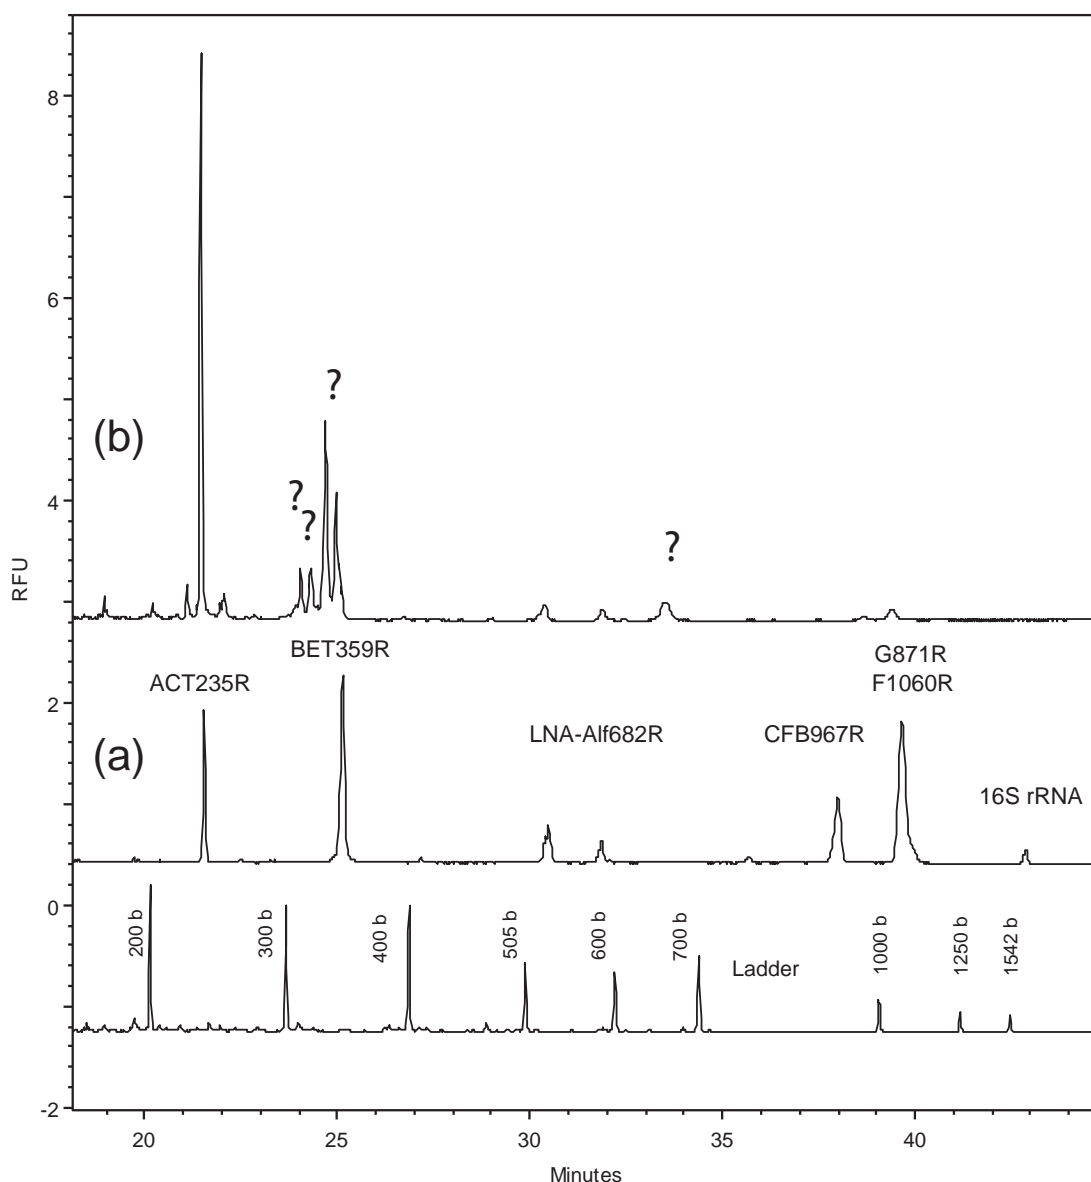 8
?
(b)
?
?
?
6
4
RFU
BET359R
G871R
ACT235R
F1060R
2
LNA-Alf682R
CFB967R
(a)
16S rRNA
0
200 b
300 b
400 b
505 b
600 b
700 b
Ladder
1000 b
1250 b
1542 b
-2
20
25
30
35
40
Minutes